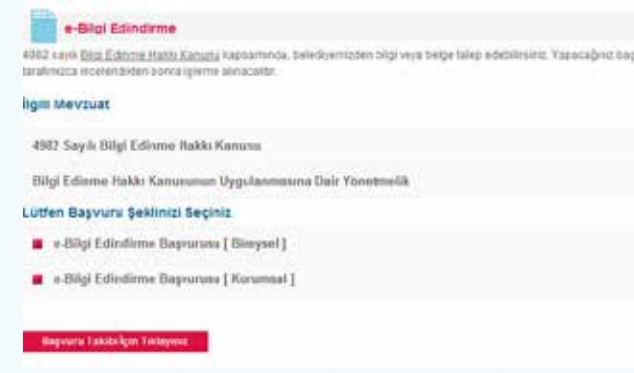 e-Bilgi Edindirme
4982 sayılı Bilgi Edinme Hakkı Kanunu kapsamında, belediyemizden bilgi veya belge talep edebilirsiniz. Yapacağınız baş
tarafımızca incelendikten sonra işleme alınacaktır.
İlgili Mevzuat
4982 Sayılı Bilgi Edinme Hakkı Kanunu
Bilgi Edinme Hakkı Kanununun Uygulanmasına Dair Yönetmelik
Lütfen Başvuru Şeklinizi Seçiniz
e-Bilgi Edindirme Başvurusu [ Bireysel ]
e-Bilgi Edindirme Başvurusu [ Kurumsal ]
Başvuru Takibi İçin Tıklayınız